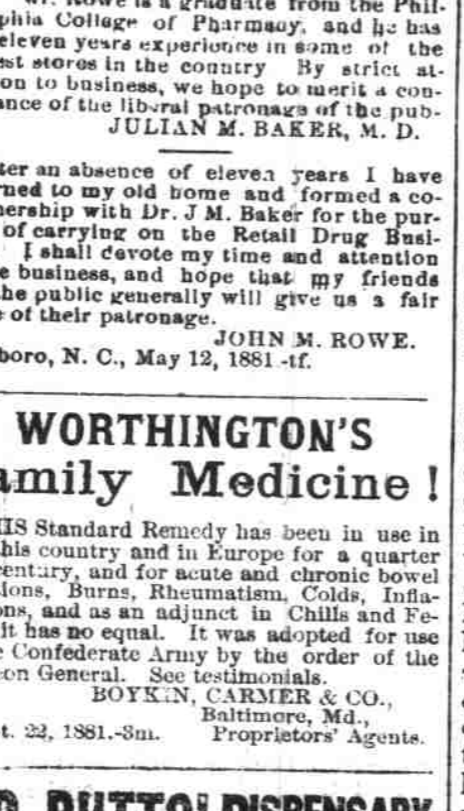 Rowe is a graduate from the Phil-
phia College of Pharmacy, and he has
eleven years experience in some of the
st stores in the country By strict at-
on to business, we hope to merit a con-
ance of the liberal patronage of the pub-
JULIAN M. BAKER, M. D.
ter an absence of eleven years I have
rned to my old home and formed a co-
nership with Dr. J M. Baker for the pur-
of carrying on the Retail Drug Busi-
I shall devote my time and attention
e business, and hope that my friends
he public generally will give us a fair
e of their patronage.
JOHN M. ROWE.
boro, N. C., May 12, 1881.-tf.
WORTHINGTON'S
amily Medicine!
HIS Standard Remedy has been in use in
his country and in Europe for a quarter
century, and for acute and chronic bowel
tions, Burns, Rheumatism, Colds, Infla-
ons, and as an adjunct in Chills and Fe-
it has no equal. It was adopted for use
e Confederate Army by the order of the
eon General. See testimonials.
BOYKIN, CARMER & CO.,
Baltimore, Md.,
t. 22, 1881.-3m. Proprietors' Agents.
DISPENSARY